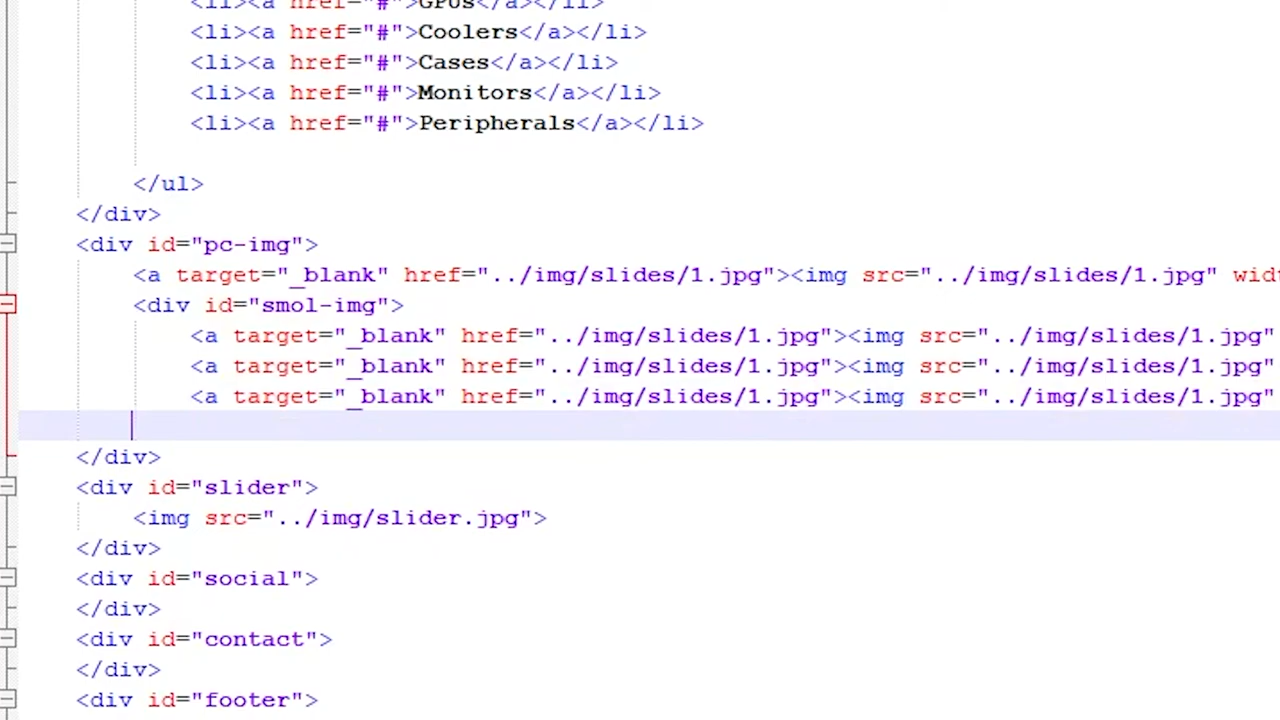 <li><a href="#">GPUs</a></li>
<li><a href="#">Coolers</a></li>
<li><a href="#">Cases</a></li>
<li><a href="#">Monitors</a></li>
<li><a href="#">Peripherals</a></li>
</ul>
</div>
<div id="pc-img">
<a target="_blank" href="../img/slides/1.jpg"><img src="../img/slides/1.jpg" widt
<div id="smol-img">
<a target="_blank" href="../img/slides/1.jpg"><img src="../img/slides/1.jpg"
<a target="_blank" href="../img/slides/1.jpg"><img src="../img/slides/1.jpg"
<a target="_blank" href="../img/slides/1.jpg"><img src="../img/slides/1.jpg"
</div>
<div id="slider">
<img src="../img/slider.jpg">
</div>
<div id="social">
</div>
<div id="contact">
</div>
<div id="footer">